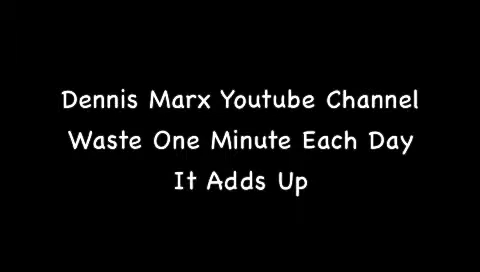 Dennis Marx Youtube Channel
Waste One Minute Each Day
It Adds Up